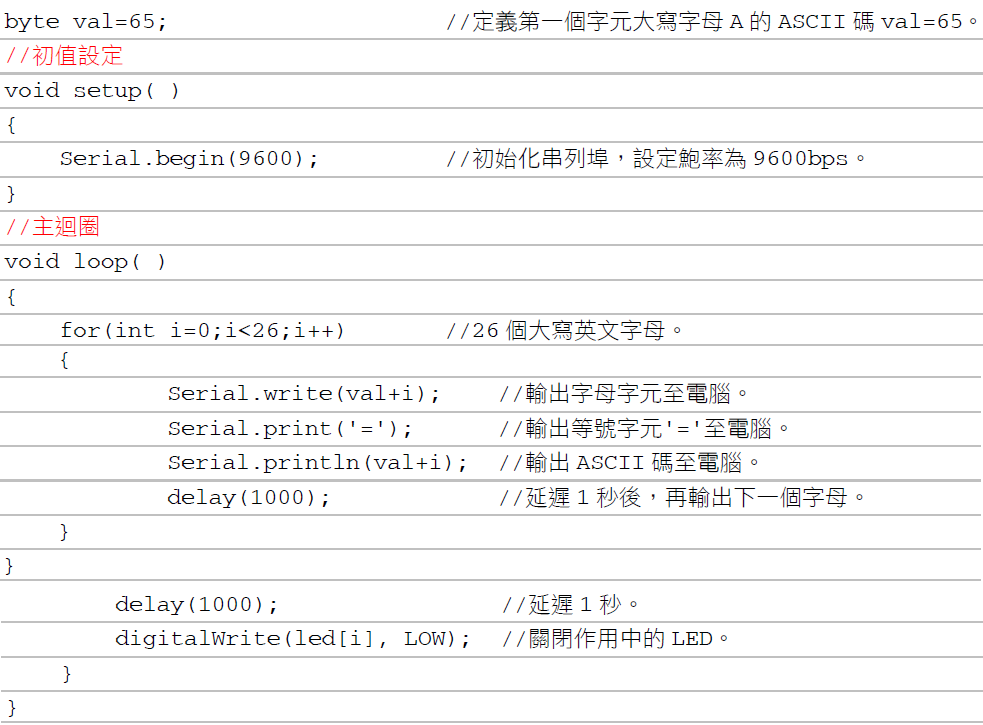 byte val=65; //定義第一個字元大寫字母 A 的 ASCII 碼 val=65。
//初值設定
void setup( )
{
Serial.begin(9600); //初始化串列埠，設定鮑率為 9600bps。
}
//主迴圈
void loop( )
{
for(int i=0;i<26;i++) //26 個大寫英文字母。
{
Serial.write(val+i); //輸出字母字元至電腦。
Serial.print('='); //輸出等號字元'='至電腦。
Serial.println(val+i); //輸出 ASCII 碼至電腦。
delay(1000); //延遲 1 秒後，再輸出下一個字母。
}
}
delay(1000); //延遲 1 秒。
digitalWrite(led[i], LOW); //關閉作用中的 LED。
}
}